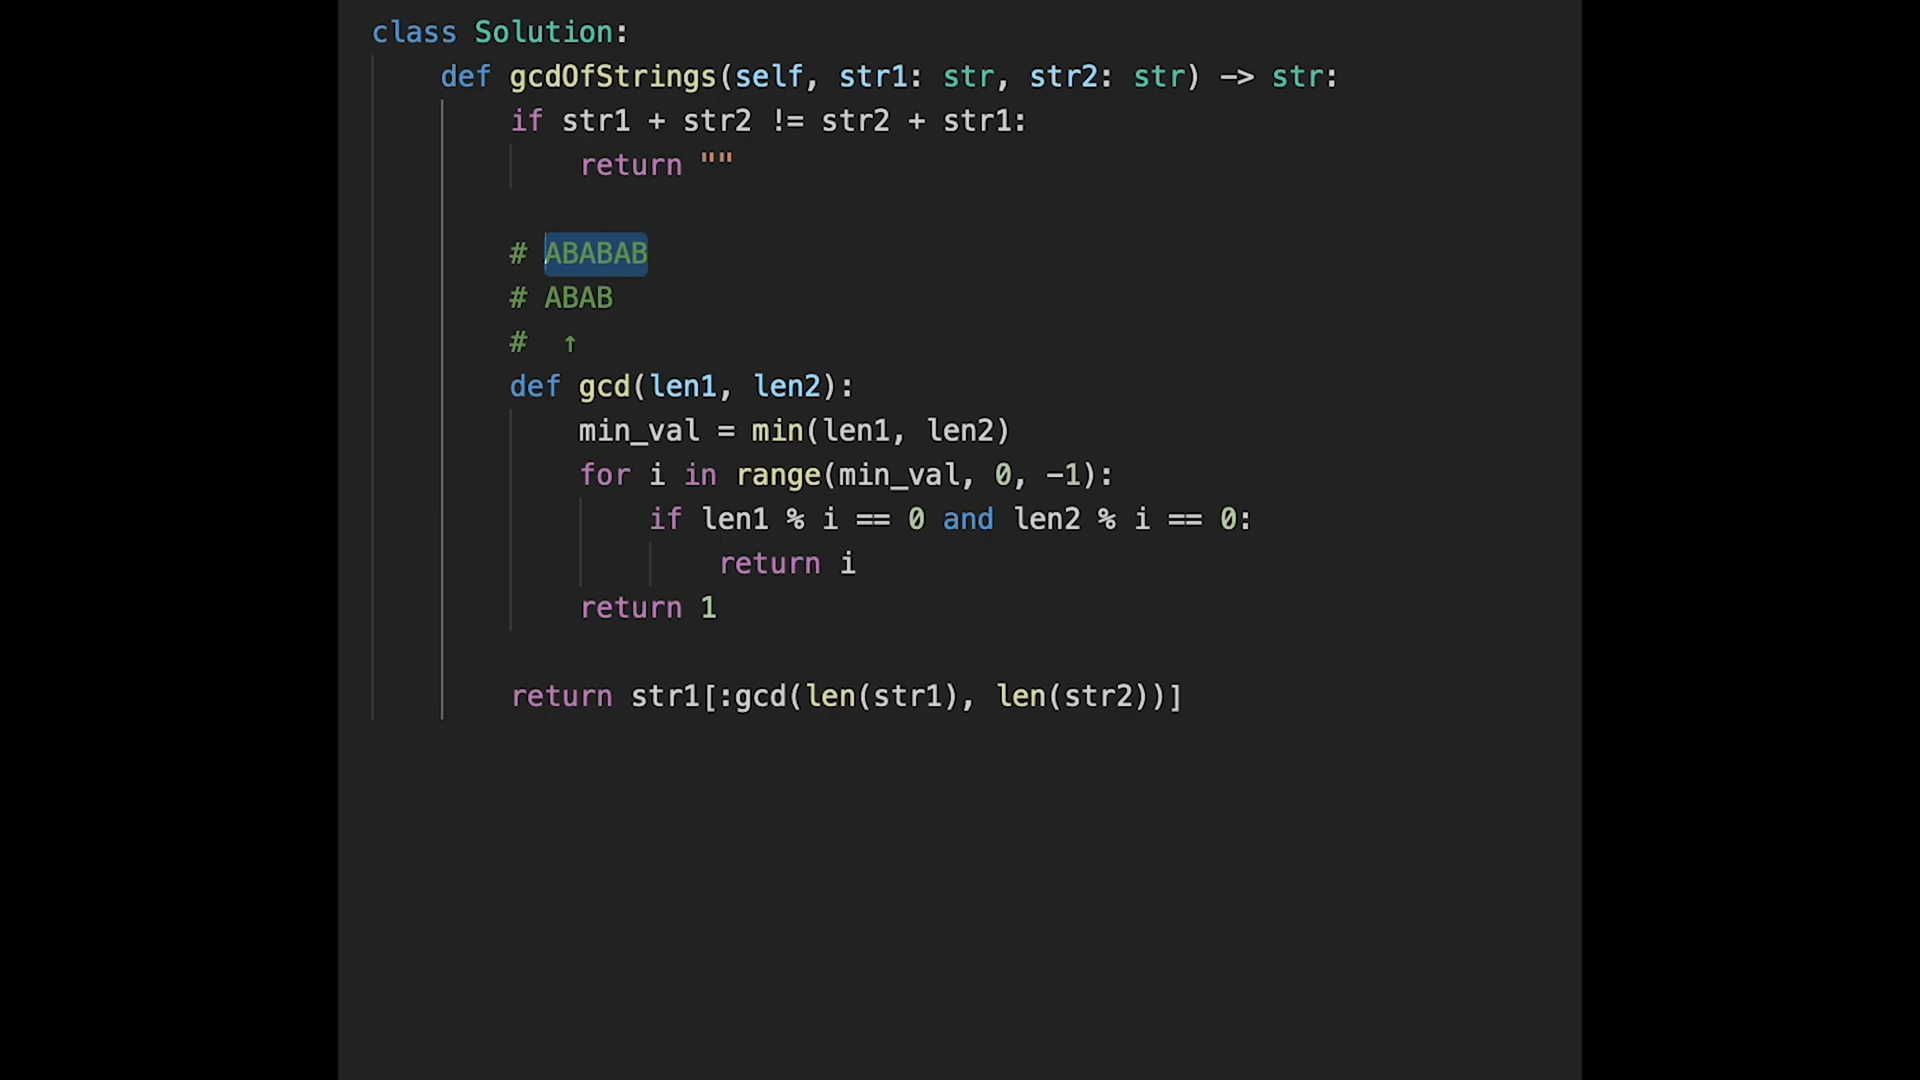 class Solution:
    def gcdOfStrings(self, str1: str, str2: str) -> str:
        if str1 + str2 != str2 + str1:
            return ""

        # ABABAB
        # ABAB
        #  ↑
        def gcd(len1, len2):
            min_val = min(len1, len2)
            for i in range(min_val, 0, -1):
                if len1 % i == 0 and len2 % i == 0:
                    return i
            return 1

        return str1[:gcd(len(str1), len(str2))]